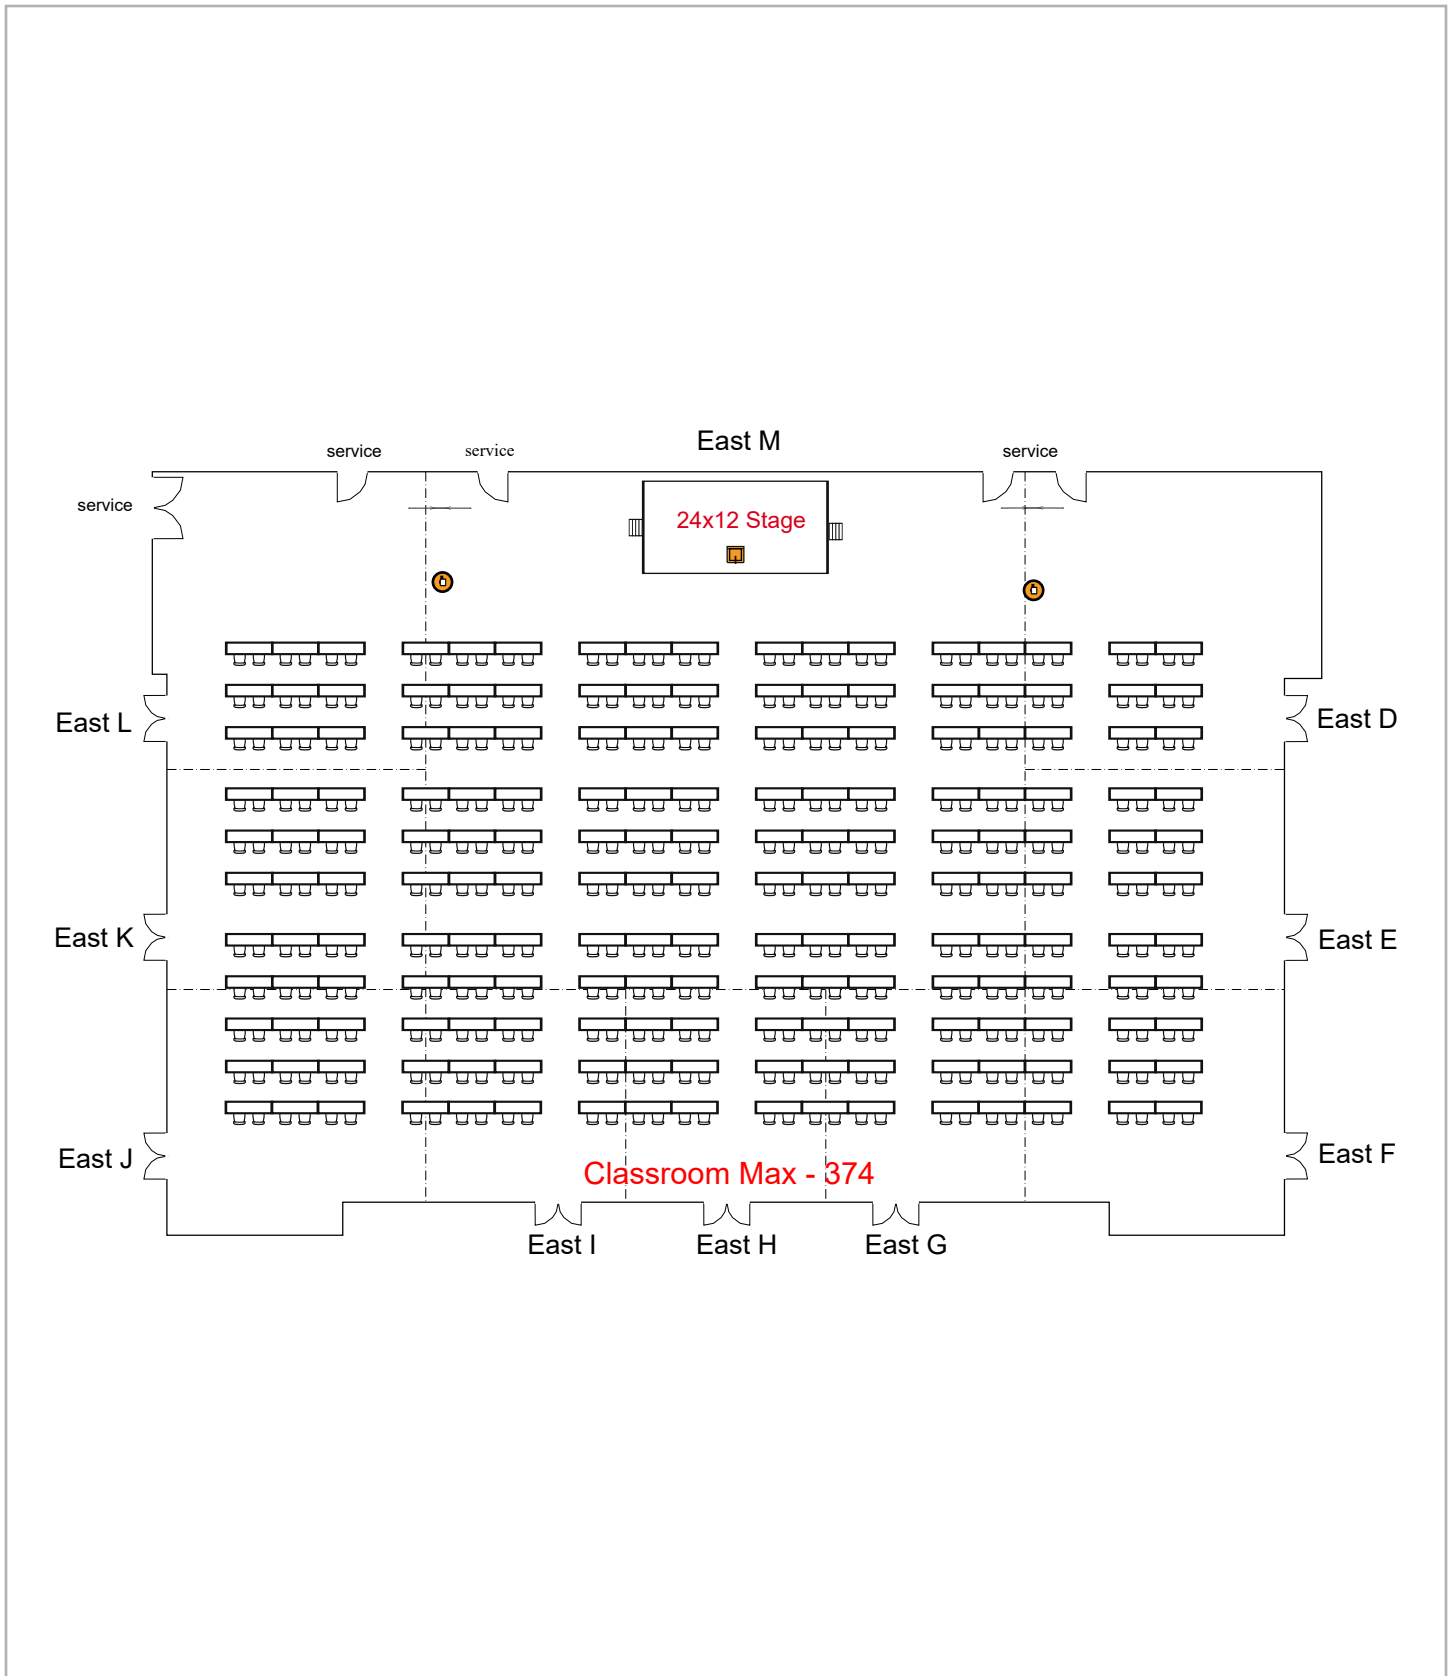 East M
service
service
service
service
24x12 Stage
East L
East D
East K
East E
East J
East F
Classroom Max - 374
East I
East H
East G